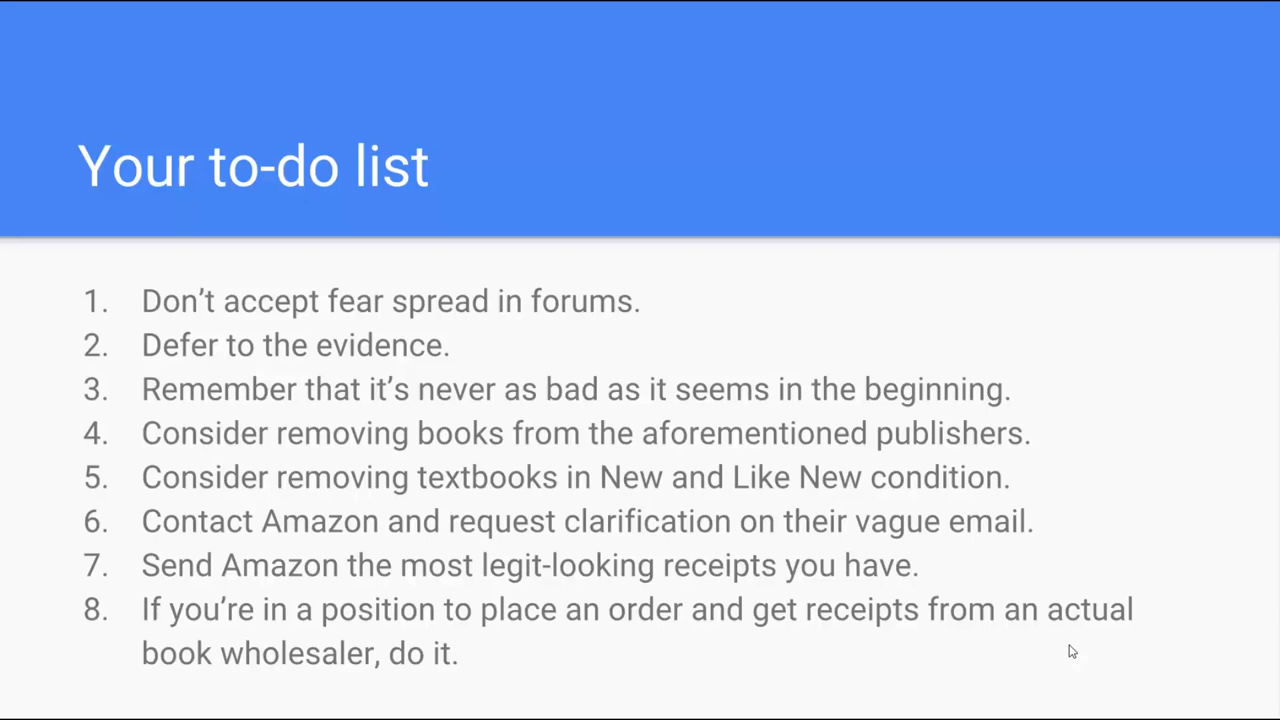 Your to-do list
1. Don’t accept fear spread in forums.
2. Defer to the evidence.
3. Remember that it’s never as bad as it seems in the beginning.
4. Consider removing books from the aforementioned publishers.
5. Consider removing textbooks in New and Like New condition.
6. Contact Amazon and request clarification on their vague email.
7. Send Amazon the most legit-looking receipts you have.
8. If you’re in a position to place an order and get receipts from an actual
book wholesaler, do it.